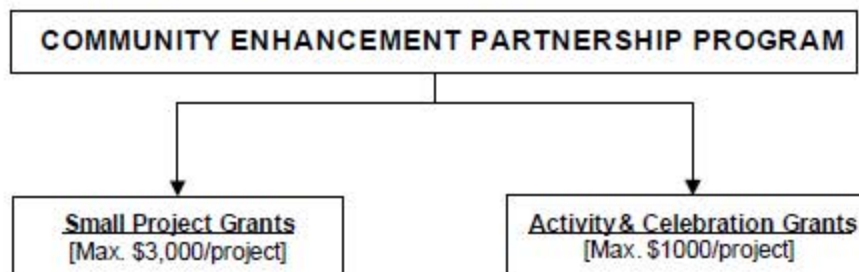 COMMUNITY ENHANCEMENT PARTNERSHIP PROGRAM
Small Project Grants
[Max. $3,000/project]
Activity & Celebration Grants
[Max. $1000/project]